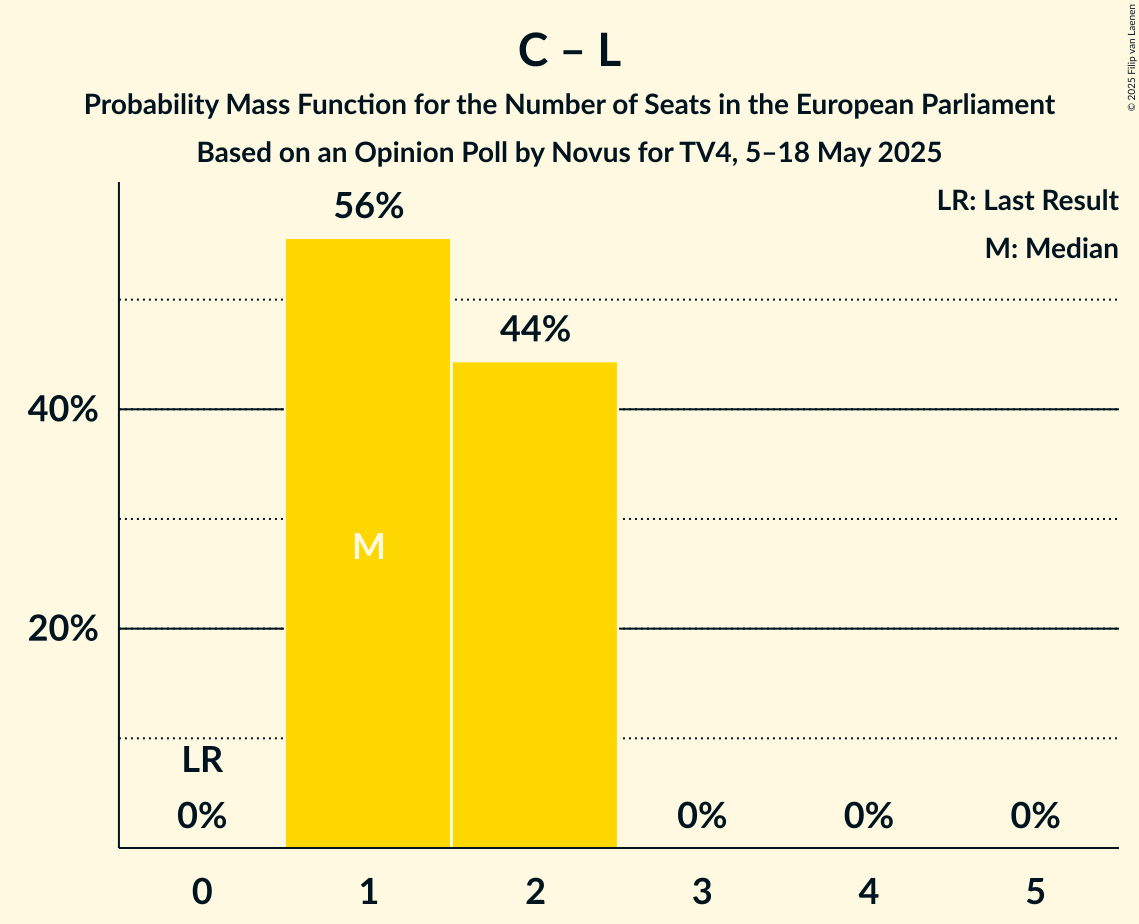 C – L
Probability Mass Function for the Number of Seats in the European Parliament
Based on an Opinion Poll by Novus for TV4, 5–18 May 2025
© 2025 Filip van Laenen
LR: Last Result
M: Median
56%
44%
40%
M
20%
LR
0%
0%
0%
0%
0
1
2
3
4
5